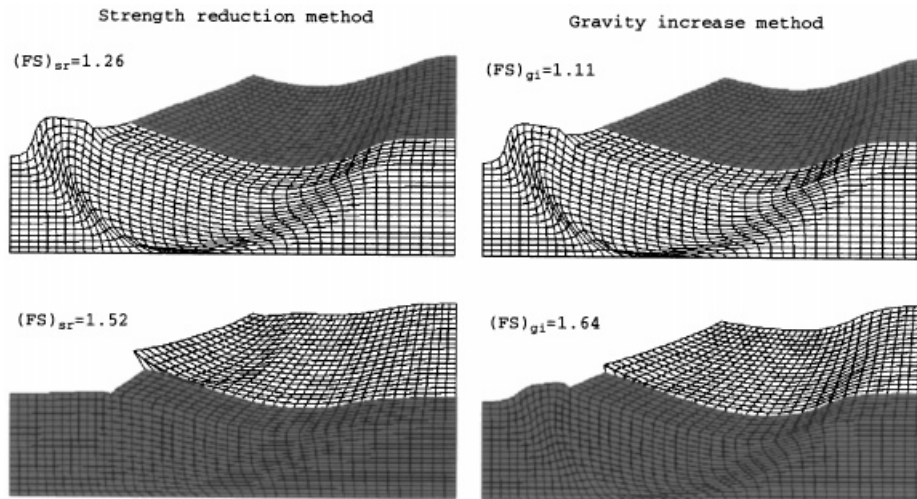 Strength reduction method
Gravity increase method
(FS)sr=1.26
(FS)gi=1.11
(FS)sr=1.52
(FS)gi=1.64